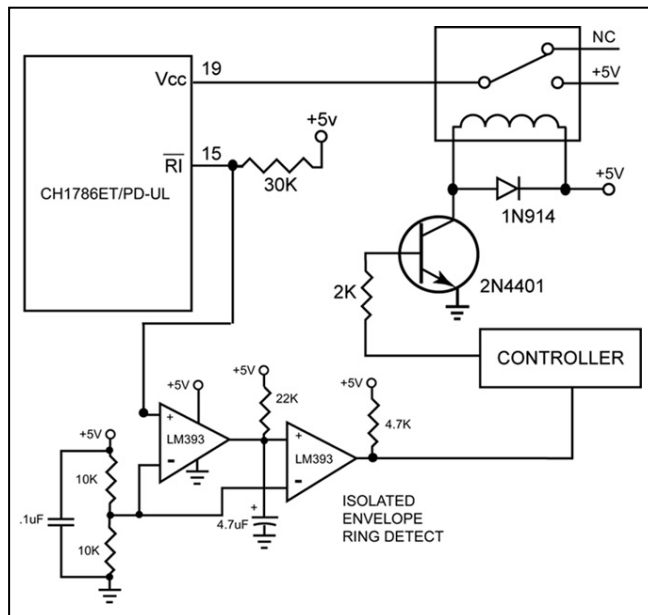 NC
19
Vcc
+5V
+5v
RI
15
30K
+5V
CH1786ET/PD-UL
1N914
2K
2N4401
CONTROLLER
+5V
+5V
+5V
22K
4.7K
+
LM393
-
+
LM393
-
+5V
10K
.1uF
10K
+
4.7uF
ISOLATED
ENVELOPE
RING DETECT